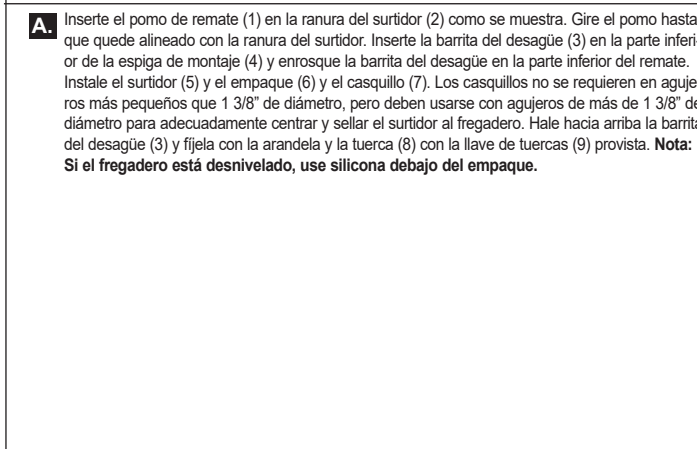 A. Inserte el pomo de remate (1) en la ranura del surtidor (2) como se muestra. Gire el pomo hasta
que quede alineado con la ranura del surtidor. Inserte la barrita del desagüe (3) en la parte inferi-
or de la espiga de montaje (4) y enrosque la barrita del desagüe en la parte inferior del remate.
Instale el surtidor (5) y el empaque (6) y el casquillo (7). Los casquillos no se requieren en aguje-
ros más pequeños que 1 3/8” de diámetro, pero deben usarse con agujeros de más de 1 3/8” de
diámetro para adecuadamente centrar y sellar el surtidor al fregadero. Hale hacia arriba la barrita
del desagüe (3) y fíjela con la arandela y la tuerca (8) con la llave de tuercas (9) provista. Nota:
Si el fregadero está desnivelado, use silicona debajo del empaque.